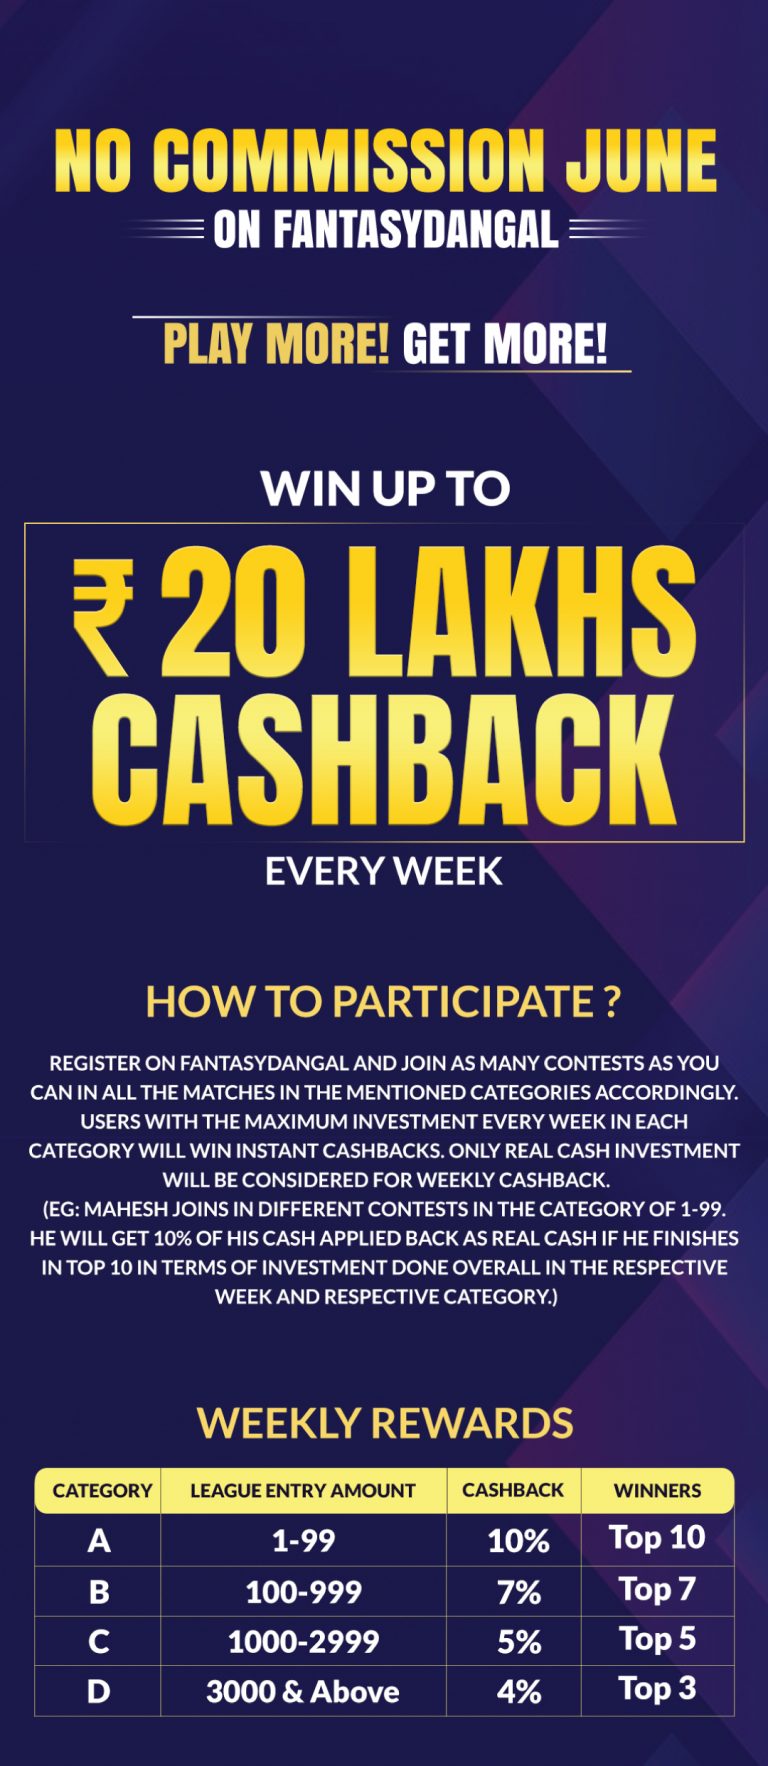 NO COMMISSION JUNE
ON FANTASYDANGAL
PLAY MORE! GET MORE!
WIN UP TO
₹ 20 LAKHS
CASHBACK
EVERY WEEK
HOW TO PARTICIPATE ?
REGISTER ON FANTASYDANGAL AND JOIN AS MANY CONTESTS AS YOU
CAN IN ALL THE MATCHES IN THE MENTIONED CATEGORIES ACCORDINGLY.
USERS WITH THE MAXIMUM INVESTMENT EVERY WEEK IN EACH
CATEGORY WILL WIN INSTANT CASHBACKS. ONLY REAL CASH INVESTMENT
WILL BE CONSIDERED FOR WEEKLY CASHBACK.
(EG: MAHESH JOINS IN DIFFERENT CONTESTS IN THE CATEGORY OF 1-99.
HE WILL GET 10% OF HIS CASH APPLIED BACK AS REAL CASH IF HE FINISHES
IN TOP 10 IN TERMS OF INVESTMENT DONE OVERALL IN THE RESPECTIVE
WEEK AND RESPECTIVE CATEGORY.)
WEEKLY REWARDS
CATEGORY LEAGUE ENTRY AMOUNT CASHBACK WINNERS
A 1-99 10% Top 10
B 100-999 7% Top 7
C 1000-2999 5% Top 5
D 3000 & Above 4% Top 3